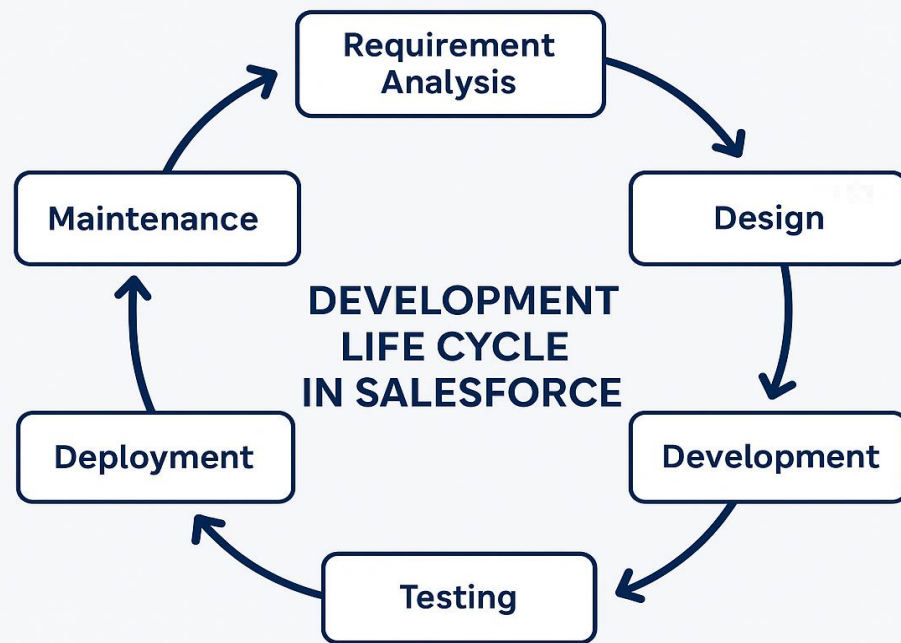 Requirement
Analysis
Design
Development
Testing
Deployment
Maintenance
DEVELOPMENT
LIFE CYCLE
IN SALESFORCE